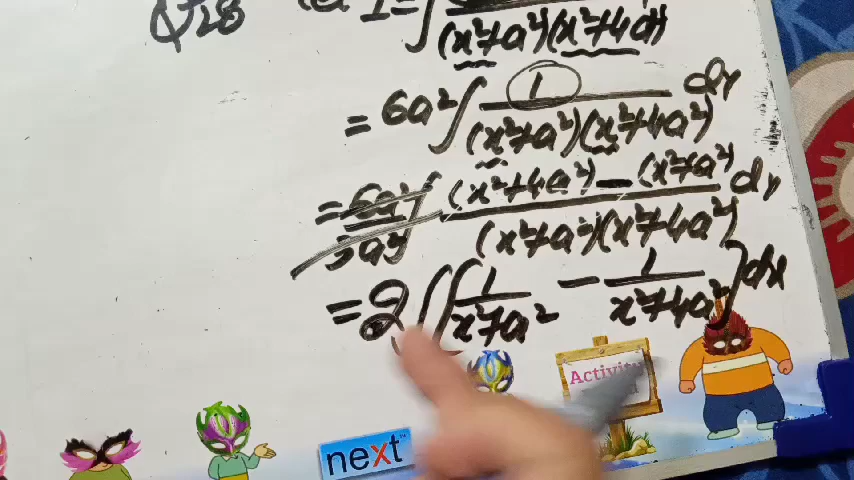 Q28 I = ∫ / (x²+a²)(x²+4a²)
= 6a² ∫ 1 / (x²+a²)(x²+4a²) dx
= 6a²/3a² ∫ (x²+4a²) - (x²+a²) / (x²+a²)(x²+4a²) dx
= 2 ∫ [1 / x²+a² - 1 / x²+4a²] dx
Activity
next